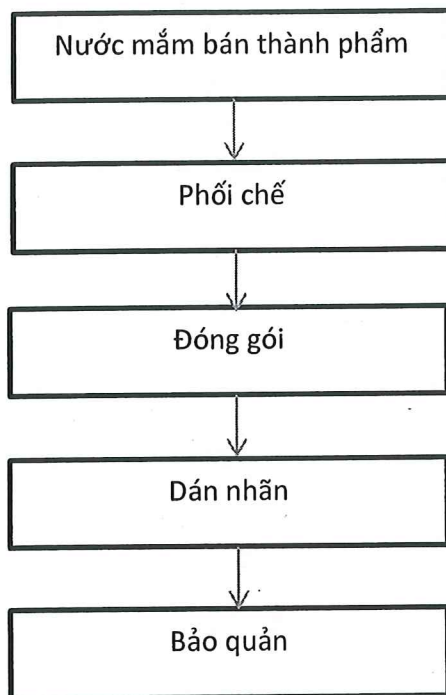 Nước mắm bán thành phẩm
Phối chế
Đóng gói
Dán nhãn
Bảo quản